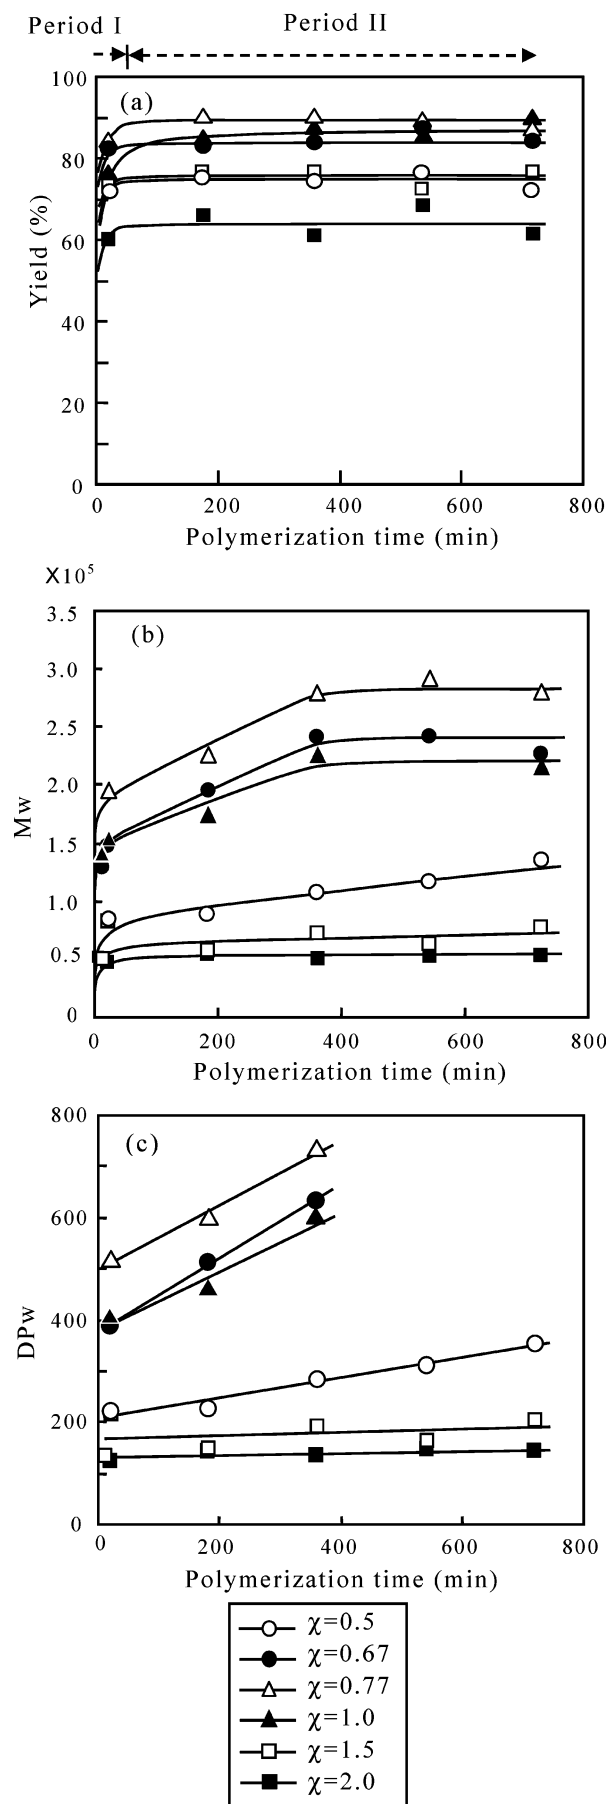 Period I
Period II
(a)
100
80
60
40
20
0
Yield (%)
0 200 400 600 800
Polymerization time (min)
X10⁵
(b)
3.5
3.0
2.5
2.0
1.5
1.0
0.5
0
Mw
0 200 400 600 800
Polymerization time (min)
(c)
800
600
400
200
0
DPw
0 200 400 600 800
Polymerization time (min)
χ=0.5
χ=0.67
χ=0.77
χ=1.0
χ=1.5
χ=2.0